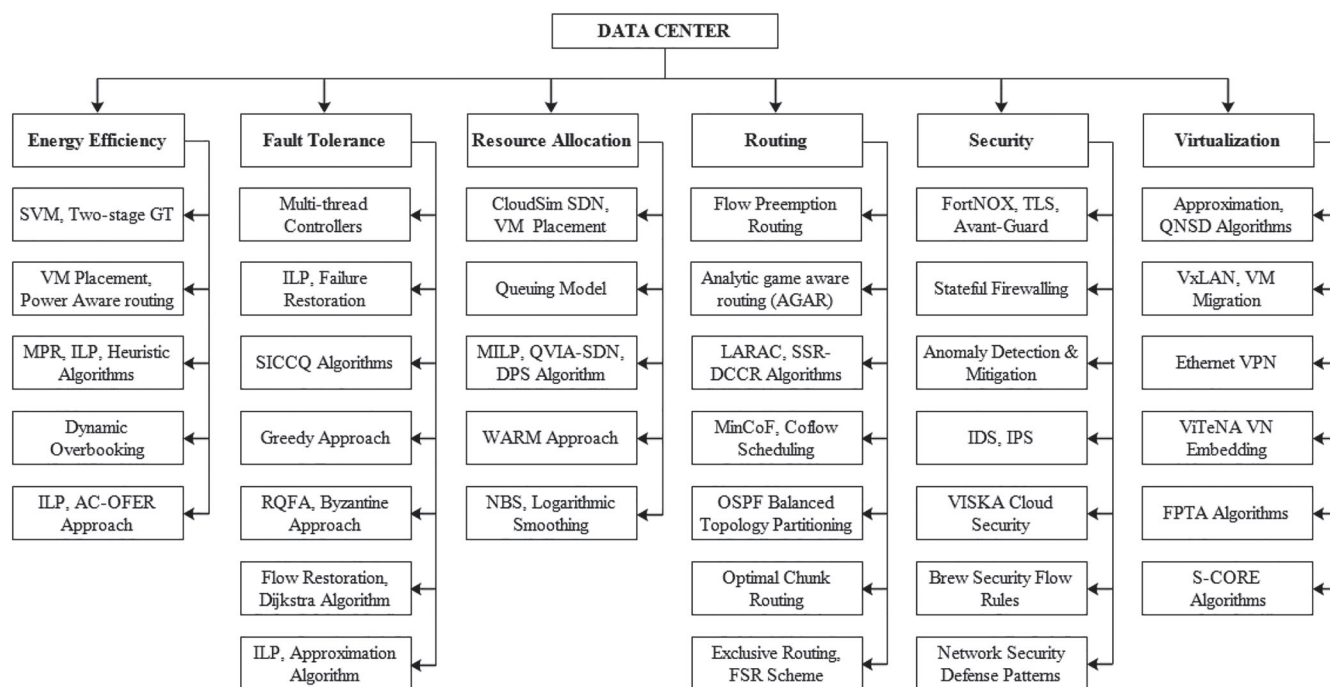 DATA CENTER
Energy Efficiency
SVM, Two-stage GT
VM Placement,
Power Aware routing
MPR, ILP, Heuristic
Algorithms
Dynamic
Overbooking
ILP, AC-OFER
Approach
Fault Tolerance
Multi-thread
Controllers
ILP, Failure
Restoration
SICCQ Algorithms
Greedy Approach
RQFA, Byzantine
Approach
Flow Restoration,
Dijkstra Algorithm
ILP, Approximation
Algorithm
Resource Allocation
CloudSim SDN,
VM Placement
Queuing Model
MILP, QVIA-SDN,
DPS Algorithm
WARM Approach
NBS, Logarithmic
Smoothing
Routing
Flow Preemption
Routing
Analytic game aware
routing (AGAR)
LARAC, SSR-
DCCR Algorithms
MinCoF, Coflow
Scheduling
OSPF Balanced
Topology Partitioning
Optimal Chunk
Routing
Exclusive Routing,
FSR Scheme
Security
FortNOX, TLS,
Avant-Guard
Stateful Firewalling
Anomaly Detection &
Mitigation
IDS, IPS
VISKA Cloud
Security
Brew Security Flow
Rules
Network Security
Defense Patterns
Virtualization
Approximation,
QNSD Algorithms
VxLAN, VM
Migration
Ethernet VPN
ViTeNA VN
Embedding
FPTA Algorithms
S-CORE
Algorithms